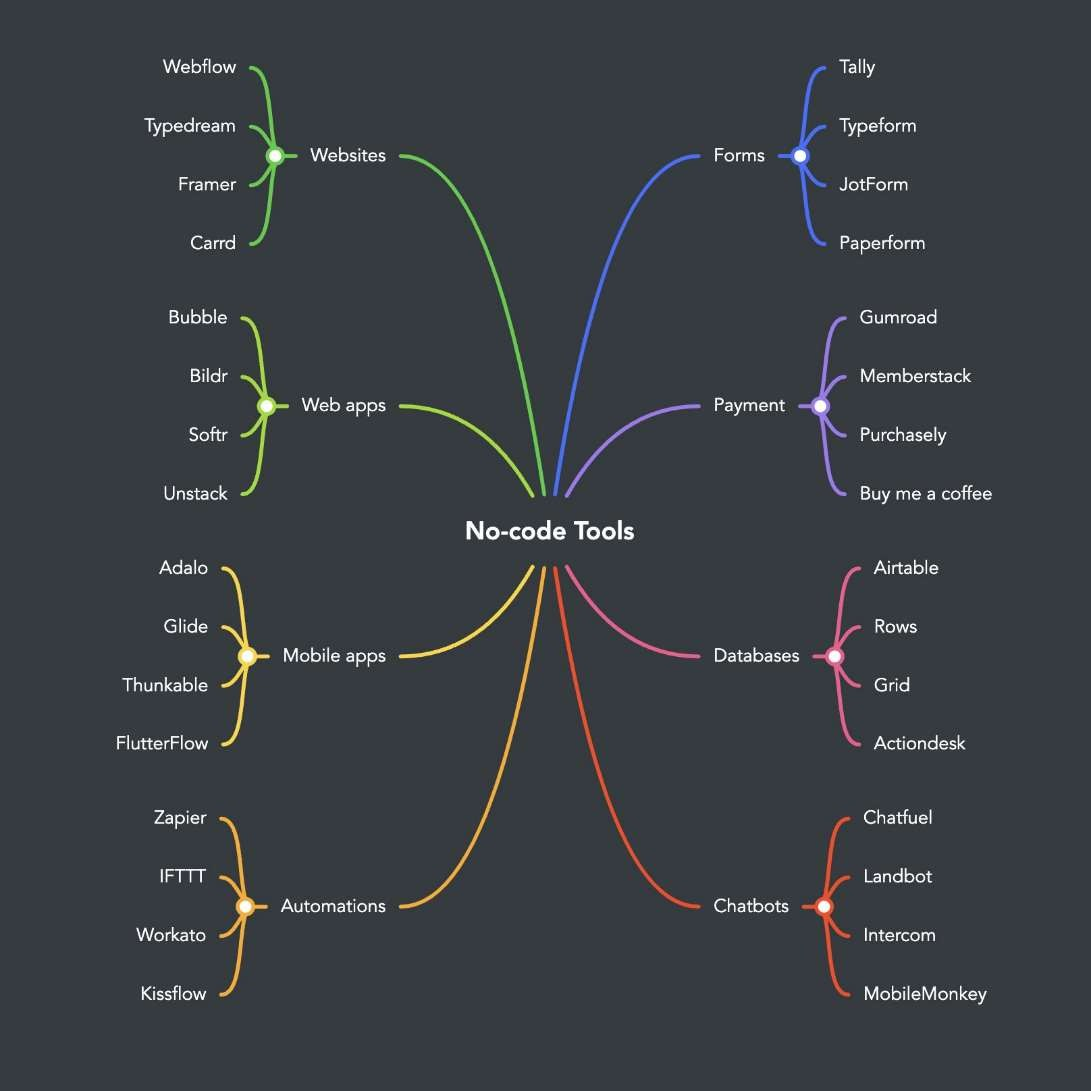 Webflow
Typedream
Websites
Framer
Carrd
Bubble
Bildr
Web apps
Softr
Unstack
No-code Tools
Adalo
Glide
Mobile apps
Thunkable
FlutterFlow
Zapier
IFTTT
Automations
Workato
Kissflow
Tally
Typeform
Forms
JotForm
Paperform
Gumroad
Memberstack
Payment
Purchasely
Buy me a coffee
Airtable
Rows
Databases
Grid
Actiondesk
Chatfuel
Landbot
Chatbots
Intercom
MobileMonkey